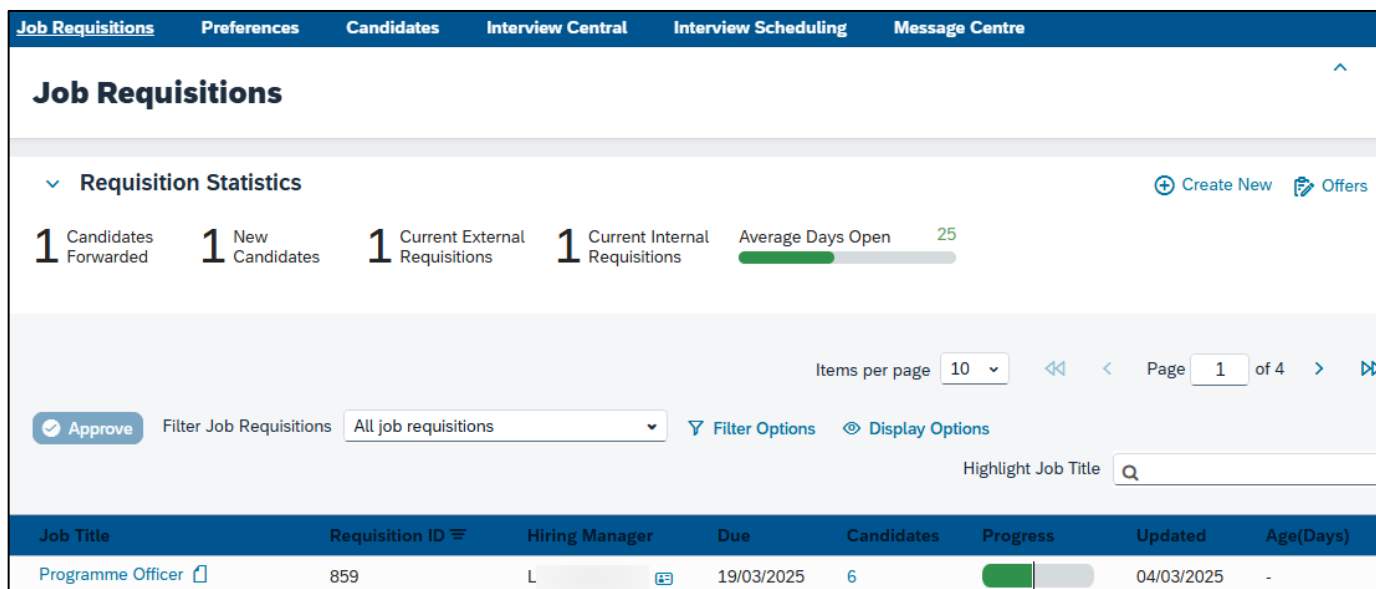 Job Requisitions Preferences Candidates Interview Central Interview Scheduling Message Centre
Job Requisitions
Requisition Statistics Create New Offers
1 Candidates Forwarded 1 New Candidates 1 Current External Requisitions 1 Current Internal Requisitions Average Days Open 25
Items per page 10 Page 1 of 4
Approve Filter Job Requisitions All job requisitions Filter Options Display Options
Highlight Job Title
Job Title Requisition ID Hiring Manager Due Candidates Progress Updated Age(Days)
Programme Officer 859 L 19/03/2025 6 04/03/2025 -